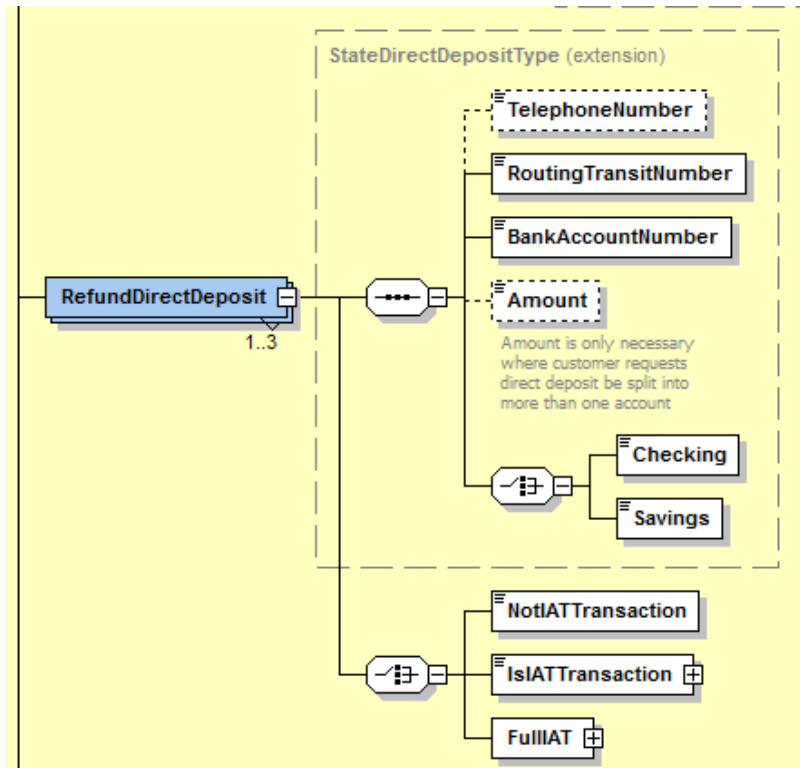 StateDirectDepositType (extension)
TelephoneNumber
RoutingTransitNumber
BankAccountNumber
RefundDirectDeposit
1..3
Amount
Amount is only necessary
where customer requests
direct deposit be split into
more than one account
Checking
Savings
NotIATTransaction
IsIATTransaction
FullIAT